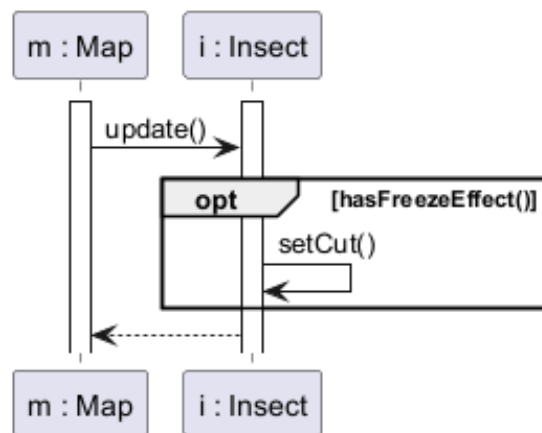 m : Map
i : Insect
update()
opt
[hasFreezeEffect()]
setCut()
m : Map
i : Insect